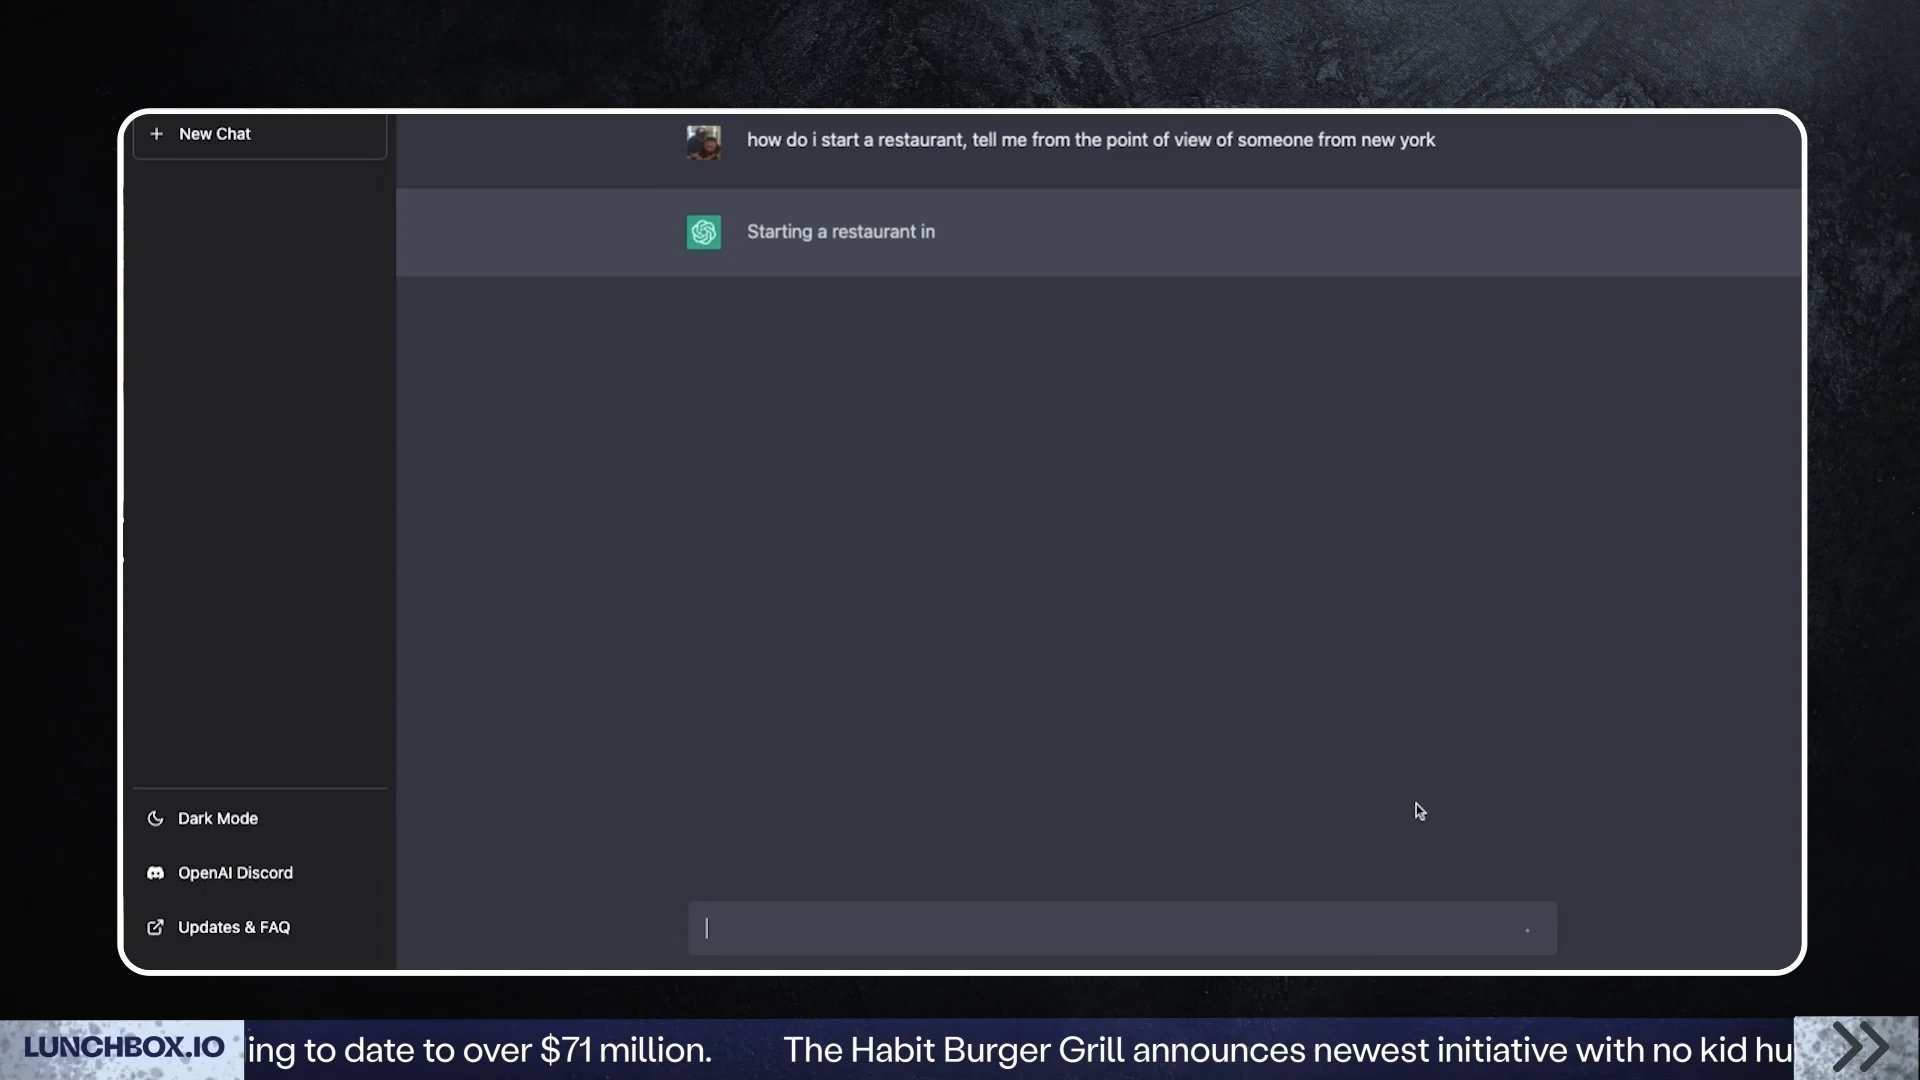 New Chat
how do i start a restaurant, tell me from the point of view of someone from new york
Starting a restaurant in
Dark Mode
OpenAI Discord
Updates & FAQ
LUNCHBOX.IO
ing to date to over $71 million. The Habit Burger Grill announces newest initiative with no kid hu